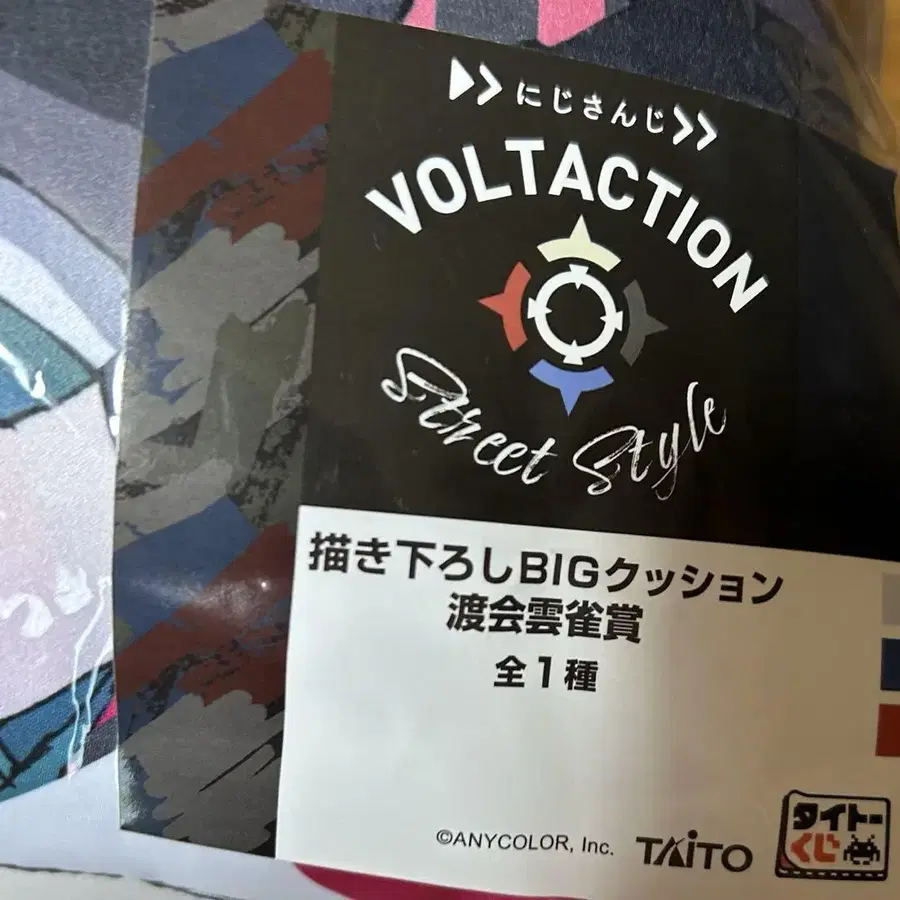 にじさんじ
VOLTACTION
Street Style
描き下ろしBIGクッション
渡会雲雀賞
全1種
©ANYCOLOR, Inc.
TAITO
タイトー
くじ